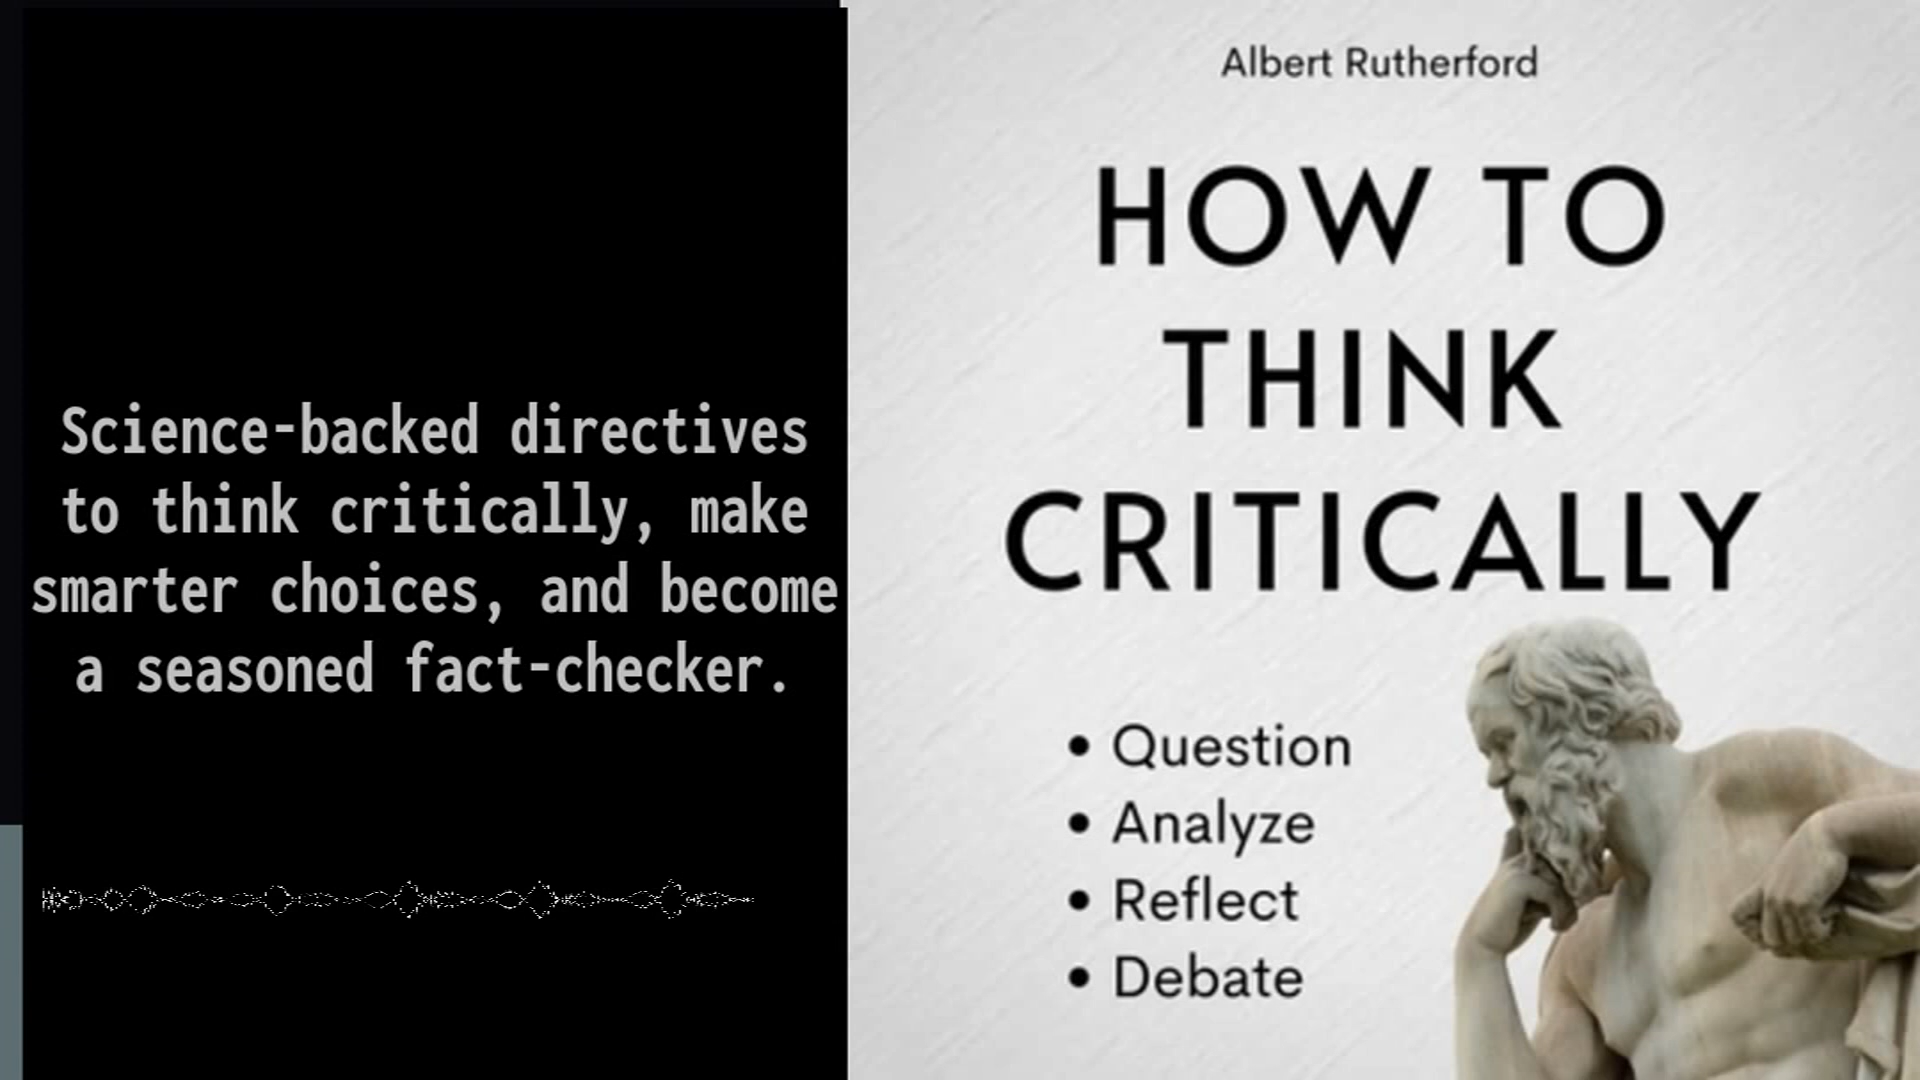 Science-backed directives
to think critically, make
smarter choices, and become
a seasoned fact-checker.
Albert Rutherford
HOW TO
THINK
CRITICALLY
• Question
• Analyze
• Reflect
• Debate